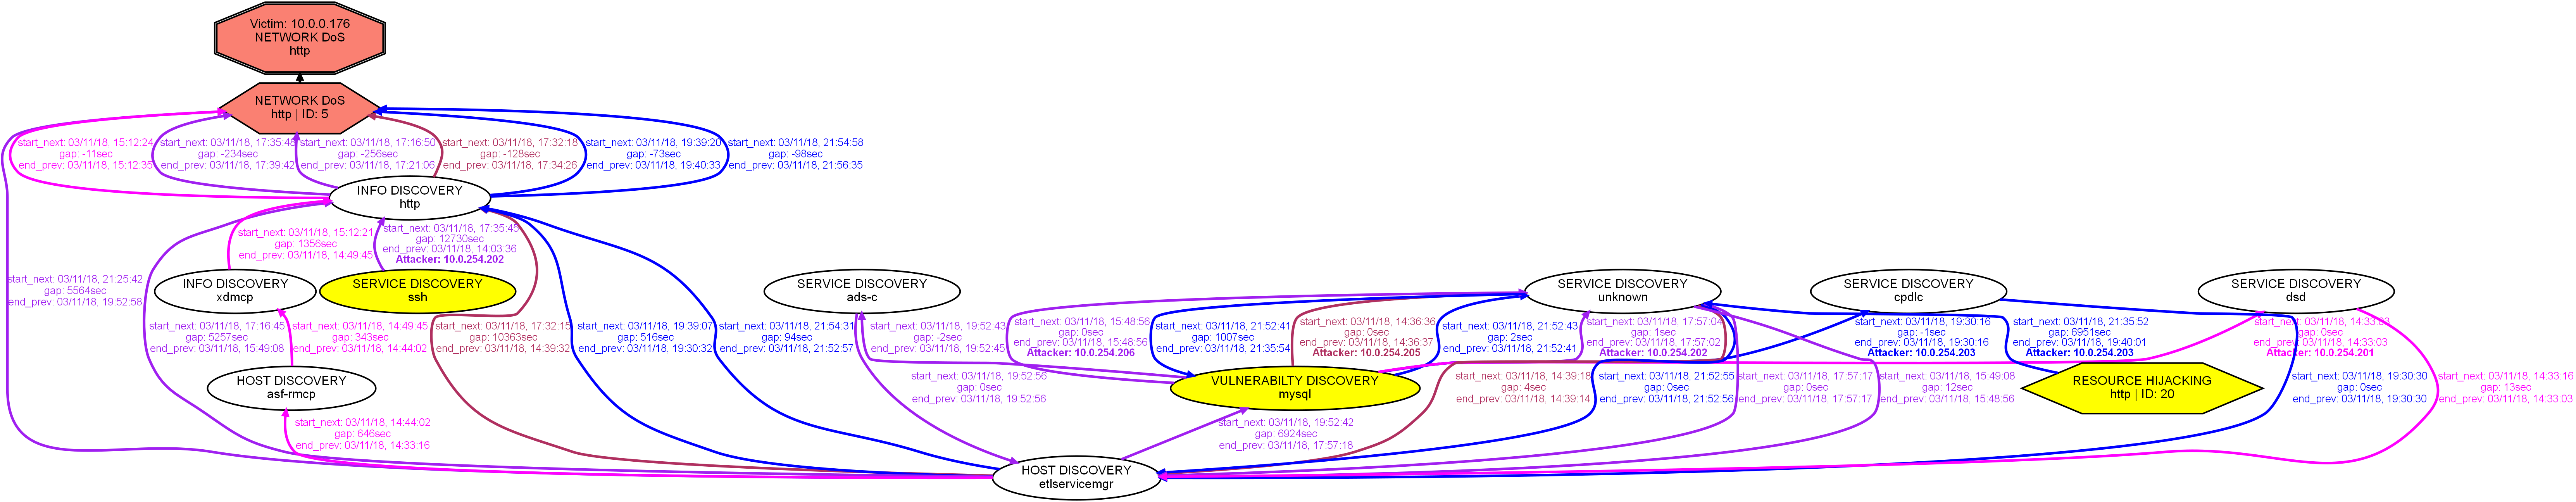 Victim: 10.0.0.176
NETWORK DoS
http
NETWORK DoS
http | ID: 5
start_next: 03/11/18, 15:12:24
gap: -11sec
end_prev: 03/11/18, 15:12:35
start_next: 03/11/18, 17:35:48
gap: -234sec
end_prev: 03/11/18, 17:39:42
start_next: 03/11/18, 17:16:50
gap: -256sec
end_prev: 03/11/18, 17:21:06
start_next: 03/11/18, 17:32:18
gap: -128sec
end_prev: 03/11/18, 17:34:26
start_next: 03/11/18, 19:39:20
gap: -73sec
end_prev: 03/11/18, 19:40:33
start_next: 03/11/18, 21:54:58
gap: -98sec
end_prev: 03/11/18, 21:56:35
INFO DISCOVERY
http
start_next: 03/11/18, 15:12:21
gap: 1356sec
end_prev: 03/11/18, 14:49:45
start_next: 03/11/18, 17:35:45
gap: 12730sec
end_prev: 03/11/18, 14:03:36
Attacker: 10.0.254.202
start_next: 03/11/18, 21:25:42
gap: 5564sec
end_prev: 03/11/18, 19:52:58
INFO DISCOVERY
xdmcp
SERVICE DISCOVERY
ssh
SERVICE DISCOVERY
ads-c
SERVICE DISCOVERY
unknown
SERVICE DISCOVERY
cpdlc
SERVICE DISCOVERY
dsd
start_next: 03/11/18, 17:16:45
gap: 5257sec
end_prev: 03/11/18, 15:49:08
start_next: 03/11/18, 14:49:45
gap: 343sec
end_prev: 03/11/18, 14:44:02
start_next: 03/11/18, 17:32:15
gap: 10363sec
end_prev: 03/11/18, 14:39:32
start_next: 03/11/18, 19:39:07
gap: 516sec
end_prev: 03/11/18, 19:30:32
start_next: 03/11/18, 21:54:31
gap: 94sec
end_prev: 03/11/18, 21:52:57
start_next: 03/11/18, 19:52:43
gap: -2sec
end_prev: 03/11/18, 19:52:45
start_next: 03/11/18, 15:48:56
gap: 0sec
end_prev: 03/11/18, 15:48:56
Attacker: 10.0.254.206
start_next: 03/11/18, 21:52:41
gap: 1007sec
end_prev: 03/11/18, 21:35:54
start_next: 03/11/18, 14:36:36
gap: 0sec
end_prev: 03/11/18, 14:36:37
Attacker: 10.0.254.205
start_next: 03/11/18, 21:52:43
gap: 2sec
end_prev: 03/11/18, 21:52:41
start_next: 03/11/18, 17:57:04
gap: 1sec
end_prev: 03/11/18, 17:57:02
Attacker: 10.0.254.202
start_next: 03/11/18, 19:30:16
gap: -1sec
end_prev: 03/11/18, 19:30:16
Attacker: 10.0.254.203
start_next: 03/11/18, 21:35:52
gap: 6951sec
end_prev: 03/11/18, 19:40:01
Attacker: 10.0.254.203
start_next: 03/11/18, 14:33:03
gap: 0sec
end_prev: 03/11/18, 14:33:03
Attacker: 10.0.254.201
HOST DISCOVERY
asf-rmcp
start_next: 03/11/18, 19:52:56
gap: 0sec
end_prev: 03/11/18, 19:52:56
VULNERABILTY DISCOVERY
mysql
start_next: 03/11/18, 14:39:18
gap: 4sec
end_prev: 03/11/18, 14:39:14
start_next: 03/11/18, 21:52:55
gap: 0sec
end_prev: 03/11/18, 21:52:56
start_next: 03/11/18, 17:57:17
gap: 0sec
end_prev: 03/11/18, 17:57:17
start_next: 03/11/18, 15:49:08
gap: 12sec
end_prev: 03/11/18, 15:48:56
RESOURCE HIJACKING
http | ID: 20
start_next: 03/11/18, 19:30:30
gap: 0sec
end_prev: 03/11/18, 19:30:30
start_next: 03/11/18, 14:33:16
gap: 13sec
end_prev: 03/11/18, 14:33:03
start_next: 03/11/18, 14:44:02
gap: 646sec
end_prev: 03/11/18, 14:33:16
start_next: 03/11/18, 19:52:42
gap: 6924sec
end_prev: 03/11/18, 17:57:18
HOST DISCOVERY
etlservicemgr